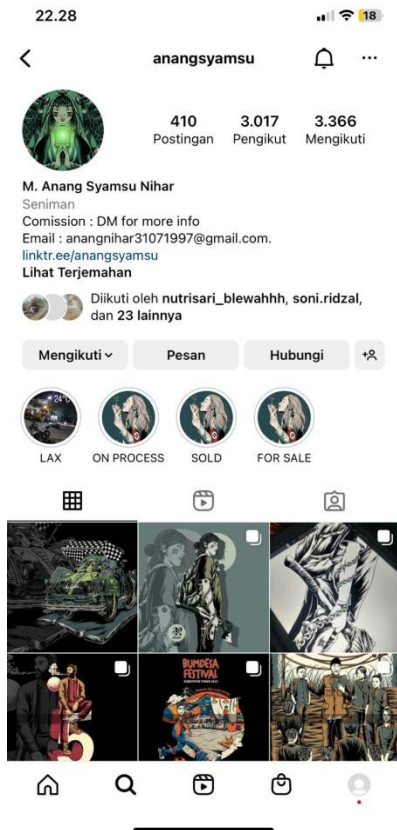 22.28
18
anangsyamsu
410
Postingan
3.017
Pengikut
3.366
Mengikuti
M. Anang Syamsu Nihar
Seniman
Comission : DM for more info
Email : anangnihar31071997@gmail.com.
linktr.ee/anangsyamsu
Lihat Terjemahan
Diikuti oleh nutrisari_blewahhh, soni.ridzal,
dan 23 lainnya
Mengikuti
Pesan
Hubungi
24°C
LAX
ON PROCESS
SOLD
FOR SALE
BUMDESA
FESTIVAL